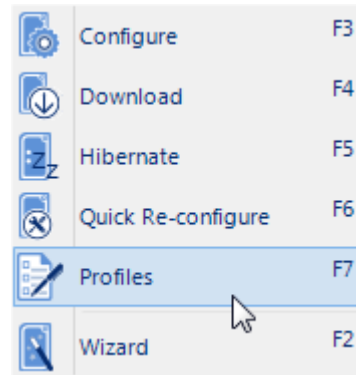 Configure F3
Download F4
Hibernate F5
Quick Re-configure F6
Profiles F7
Wizard F2